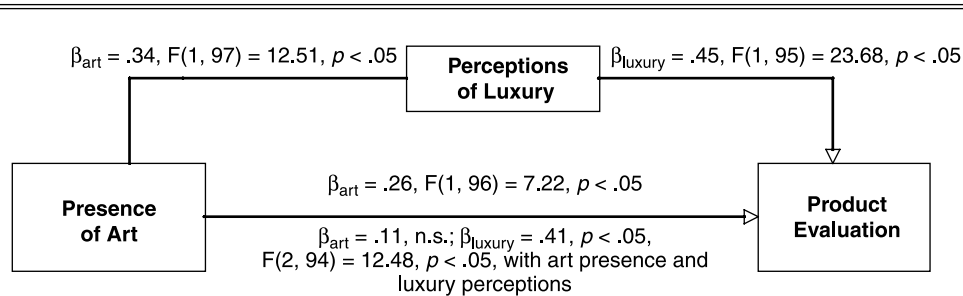 β_art = .34, F(1, 97) = 12.51, p < .05
Perceptions
of Luxury
β_luxury = .45, F(1, 95) = 23.68, p < .05
β_art = .26, F(1, 96) = 7.22, p < .05
Presence
of Art
Product
Evaluation
β_art = .11, n.s.; β_luxury = .41, p < .05,
F(2, 94) = 12.48, p < .05, with art presence and
luxury perceptions